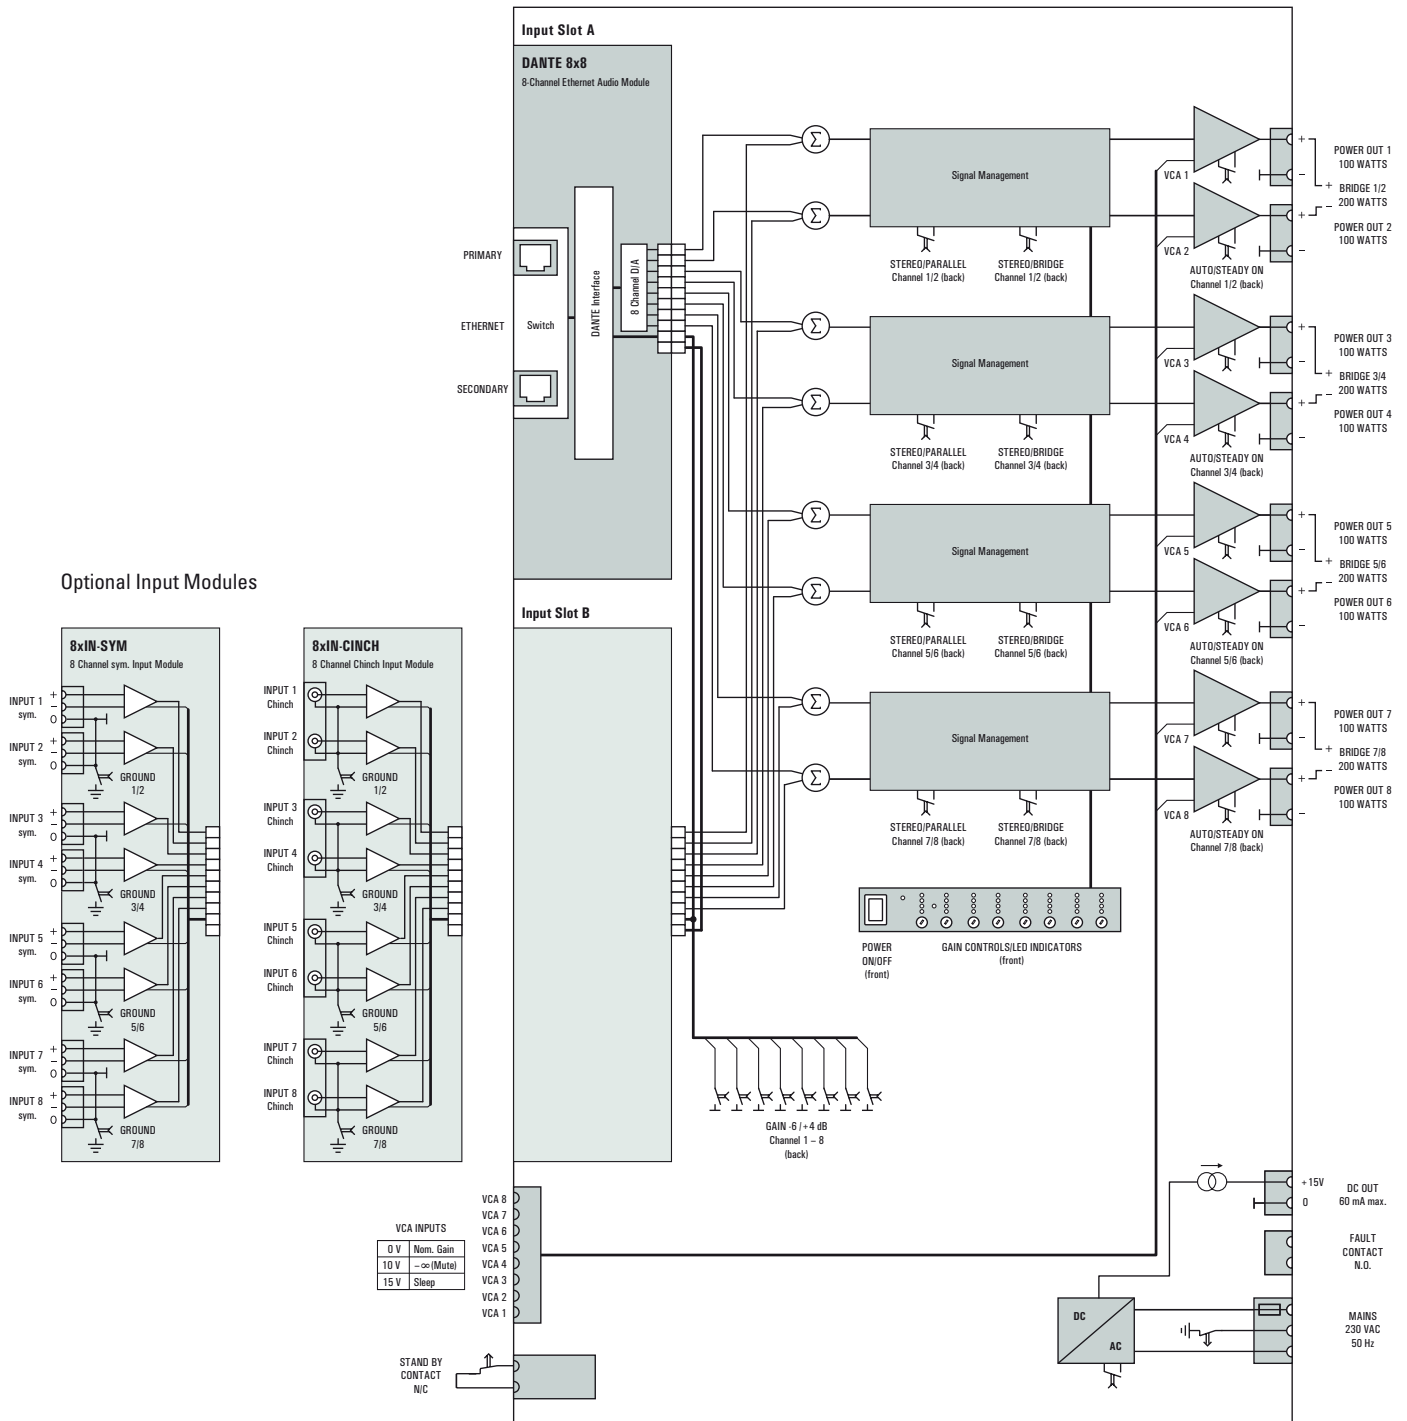 Input Slot A
DANTE 8x8
8-Channel Ethernet Audio Module
PRIMARY
ETHERNET
SECONDARY
Switch
DANTE Interface
8 Channel D/A
Σ
Σ
Signal Management
STEREO/PARALLEL
Channel 1/2 (back)
STEREO/BRIDGE
Channel 1/2 (back)
VCA 1
VCA 2
AUTO/STEADY ON
Channel 1/2 (back)
+
−
+
−
POWER OUT 1
100 WATTS
+ BRIDGE 1/2
− 200 WATTS
POWER OUT 2
100 WATTS
Σ
Σ
Signal Management
STEREO/PARALLEL
Channel 3/4 (back)
STEREO/BRIDGE
Channel 3/4 (back)
VCA 3
VCA 4
AUTO/STEADY ON
Channel 3/4 (back)
+
−
+
−
POWER OUT 3
100 WATTS
+ BRIDGE 3/4
− 200 WATTS
POWER OUT 4
100 WATTS
Σ
Σ
Signal Management
STEREO/PARALLEL
Channel 5/6 (back)
STEREO/BRIDGE
Channel 5/6 (back)
VCA 5
VCA 6
AUTO/STEADY ON
Channel 5/6 (back)
+
−
+
−
POWER OUT 5
100 WATTS
+ BRIDGE 5/6
− 200 WATTS
POWER OUT 6
100 WATTS
Σ
Σ
Signal Management
STEREO/PARALLEL
Channel 7/8 (back)
STEREO/BRIDGE
Channel 7/8 (back)
VCA 7
VCA 8
AUTO/STEADY ON
Channel 7/8 (back)
+
−
+
−
POWER OUT 7
100 WATTS
+ BRIDGE 7/8
− 200 WATTS
POWER OUT 8
100 WATTS
Optional Input Modules
8xIN-SYM
8 Channel sym. Input Module
INPUT 1
sym.
+
−
0
INPUT 2
sym.
+
−
0
GROUND
1/2
INPUT 3
sym.
+
−
0
INPUT 4
sym.
+
−
0
GROUND
3/4
INPUT 5
sym.
+
−
0
INPUT 6
sym.
+
−
0
GROUND
5/6
INPUT 7
sym.
+
−
0
INPUT 8
sym.
+
−
0
GROUND
7/8
8xIN-CINCH
8 Channel Chinch Input Module
INPUT 1
Chinch
INPUT 2
Chinch
GROUND
1/2
INPUT 3
Chinch
INPUT 4
Chinch
GROUND
3/4
INPUT 5
Chinch
INPUT 6
Chinch
GROUND
5/6
INPUT 7
Chinch
INPUT 8
Chinch
GROUND
7/8
Input Slot B
POWER
ON/OFF
(front)
GAIN CONTROLS/LED INDICATORS
(front)
GAIN -6 / +4 dB
Channel 1 – 8
(back)
VCA INPUTS
0 V Nom. Gain
10 V −∞ (Mute)
15 V Sleep
VCA 8
VCA 7
VCA 6
VCA 5
VCA 4
VCA 3
VCA 2
VCA 1
STAND BY
CONTACT
N/C
+15V
0
DC OUT
60 mA max.
FAULT
CONTACT
N.O.
DC
AC
MAINS
230 VAC
50 Hz